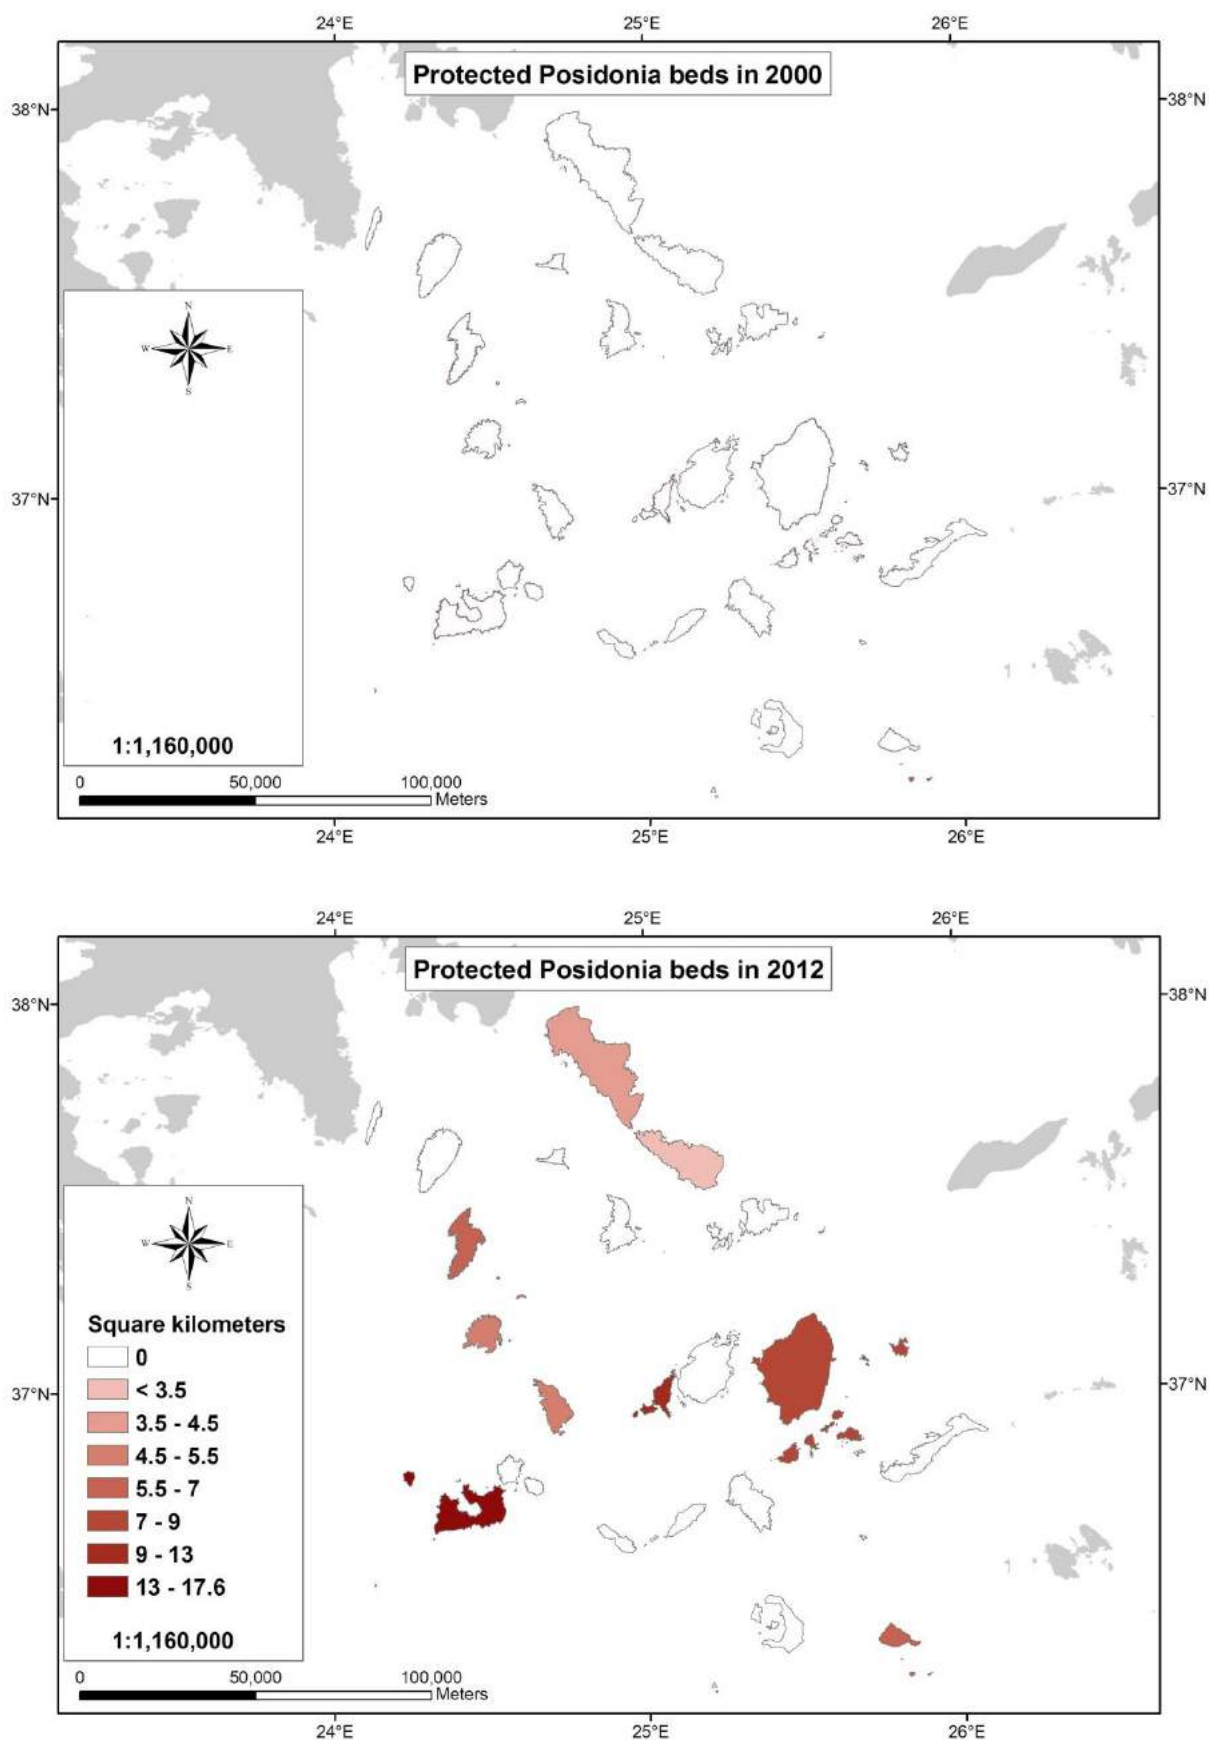 24°E 25°E 26°E
Protected Posidonia beds in 2000
38°N 38°N
N
W E
S
37°N 37°N
1:1,160,000
0 50,000 100,000
Meters
24°E 25°E 26°E
24°E 25°E 26°E
Protected Posidonia beds in 2012
38°N 38°N
N
W E
S
Square kilometers
0
< 3.5
37°N 37°N
3.5 - 4.5
4.5 - 5.5
5.5 - 7
7 - 9
9 - 13
13 - 17.6
1:1,160,000
0 50,000 100,000
Meters
24°E 25°E 26°E